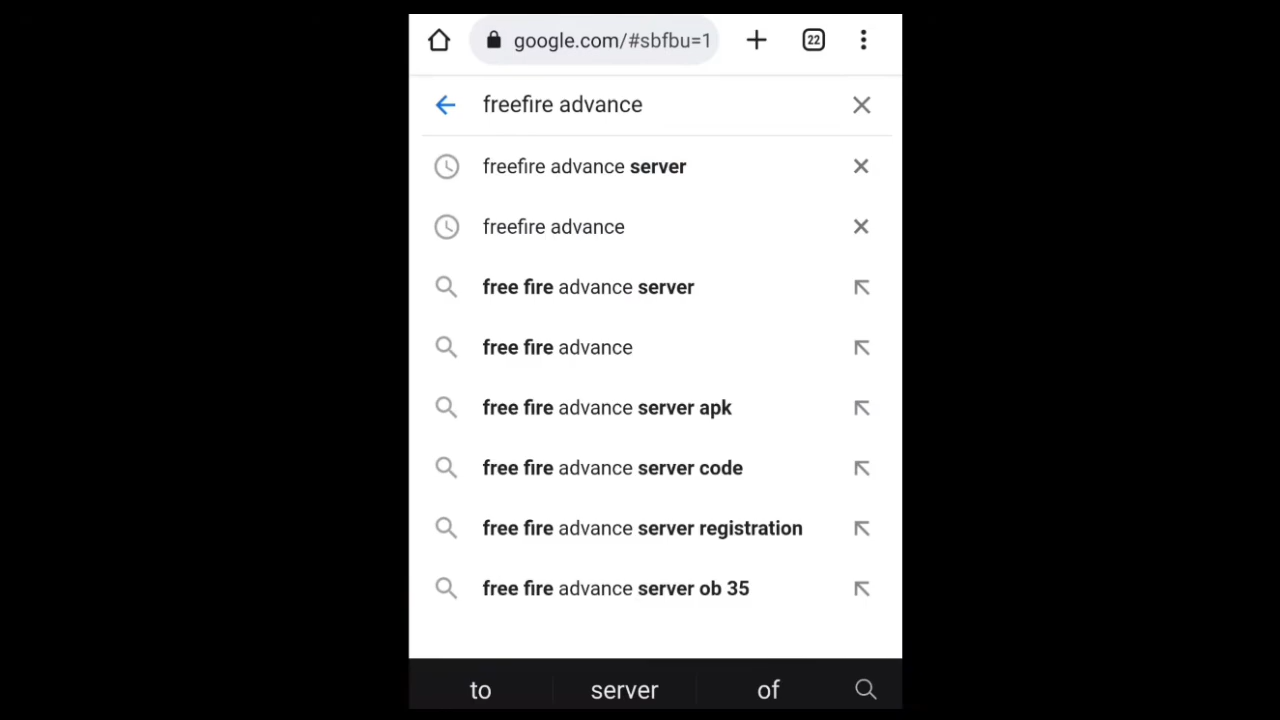 google.com/#sbfbu=1
22
freefire advance
freefire advance server
freefire advance
free fire advance server
free fire advance
free fire advance server apk
free fire advance server code
free fire advance server registration
free fire advance server ob 35
to server of